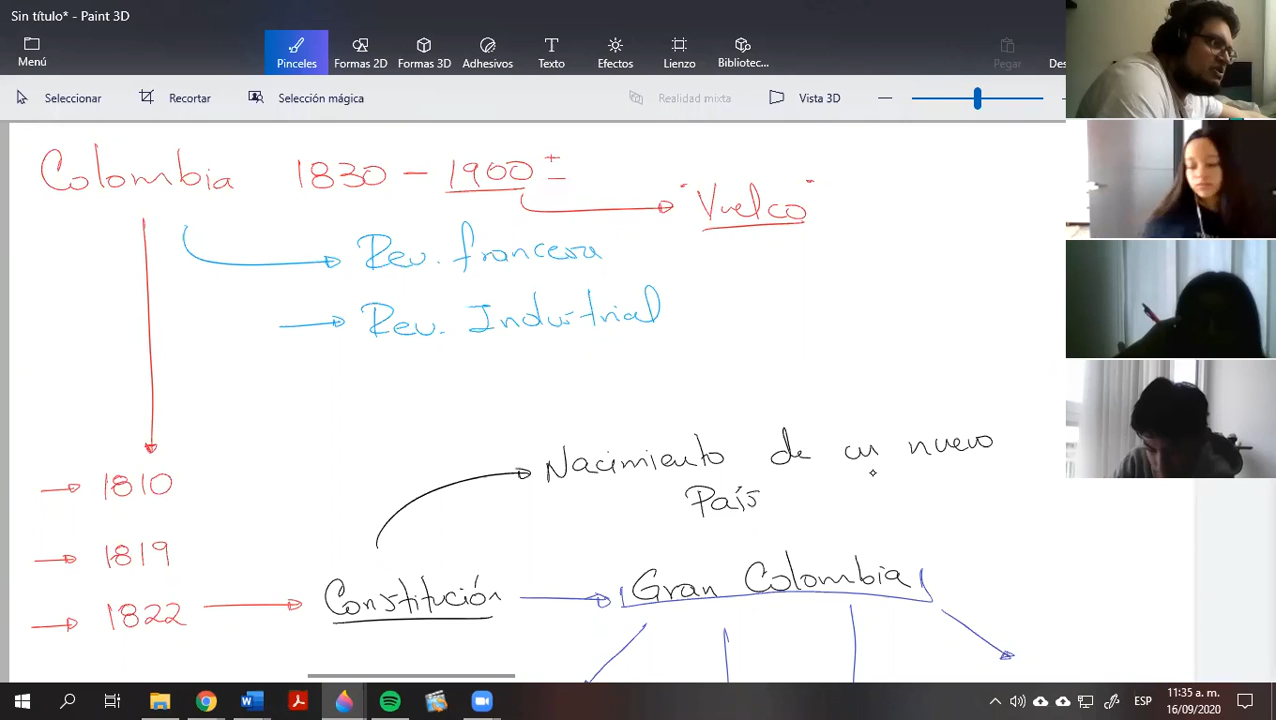 Sin título* - Paint 3D
Menú
Pinceles
Formas 2D
Formas 3D
Adhesivos
Texto
Efectos
Lienzo
Bibliotec...
Pegar
Des
Seleccionar
Recortar
Selección mágica
Realidad mixta
Vista 3D
Colombia 1830 - 1900 ±
"Vuelco"
Rev. francesa
Rev. Industrial
Nacimiento de un nuevo
País
1810
1819
1822
Constitución
Gran Colombia
ESP
11:35 a. m.
16/09/2020